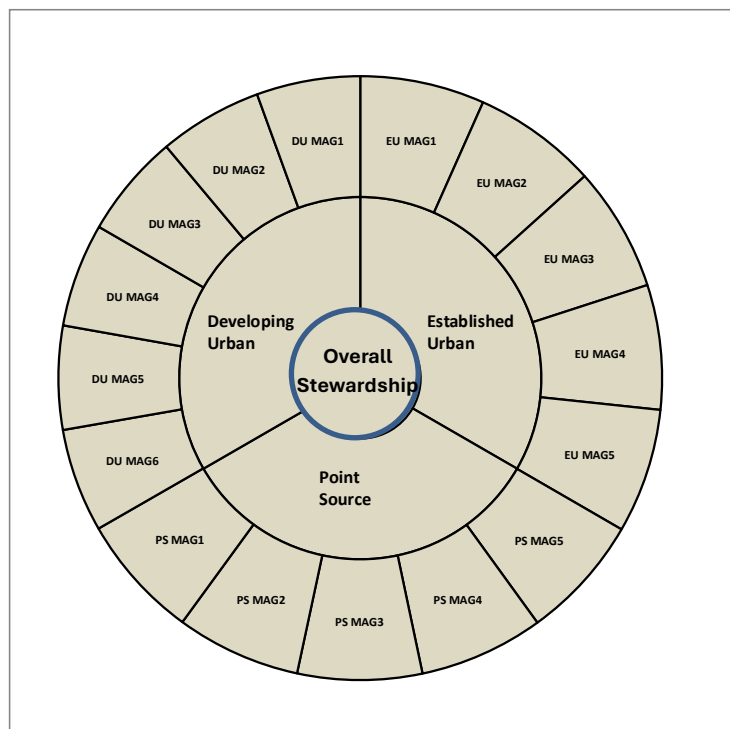 DU MAG1
EU MAG1
DU MAG2
EU MAG2
DU MAG3
EU MAG3
DU MAG4
EU MAG4
DU MAG5
EU MAG5
DU MAG6
Developing
Urban
Established
Urban
Overall
Stewardship
Point
Source
PS MAG1
PS MAG2
PS MAG3
PS MAG4
PS MAG5